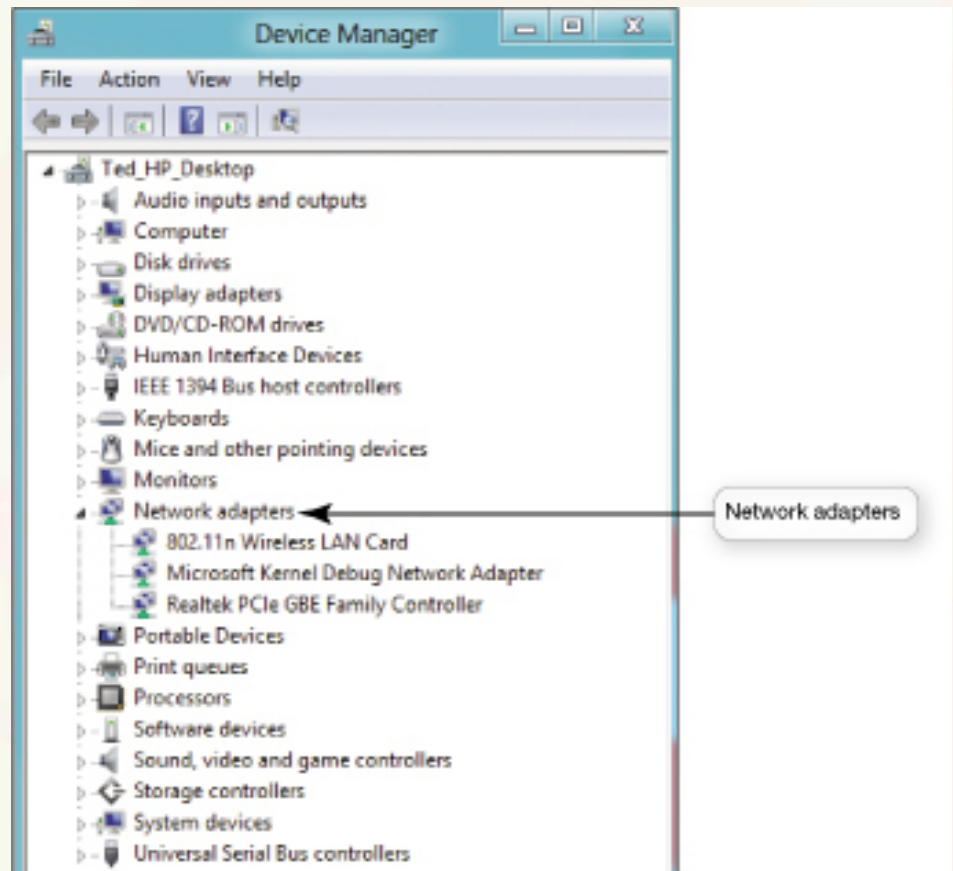 Device Manager
File Action View Help
Ted_HP_Desktop
Audio inputs and outputs
Computer
Disk drives
Display adapters
DVD/CD-ROM drives
Human Interface Devices
IEEE 1394 Bus host controllers
Keyboards
Mice and other pointing devices
Monitors
Network adapters
Network adapters
802.11n Wireless LAN Card
Microsoft Kernel Debug Network Adapter
Realtek PCIe GBE Family Controller
Portable Devices
Print queues
Processors
Software devices
Sound, video and game controllers
Storage controllers
System devices
Universal Serial Bus controllers